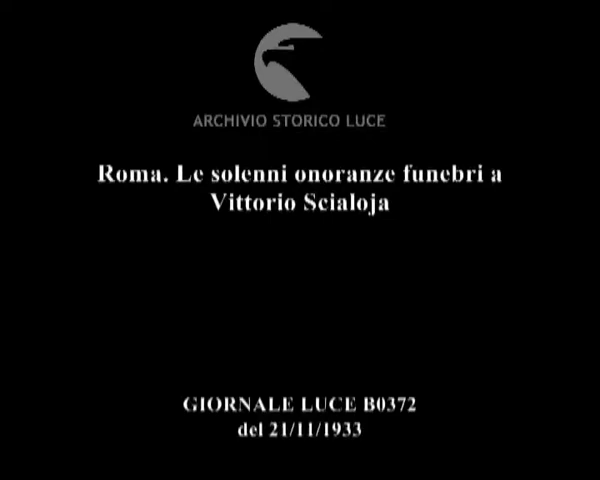 ARCHIVIO STORICO LUCE
Roma. Le solenni onoranze funebri a
Vittorio Scialoja
GIORNALE LUCE B0372
del 21/11/1933